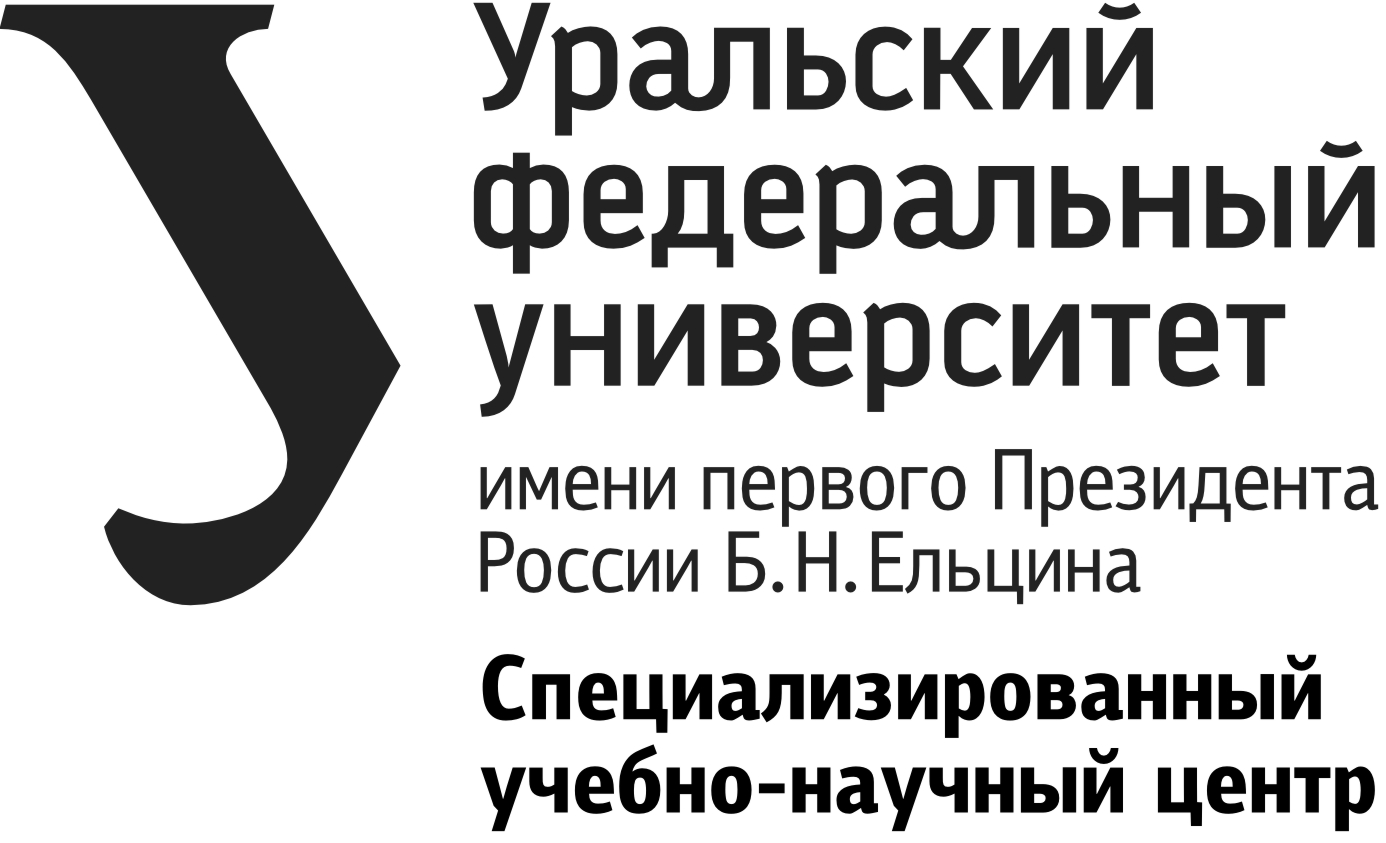 У
Уральский
федеральный
университет
имени первого Президента
России Б.Н.Ельцина
Специализированный
учебно-научный центр